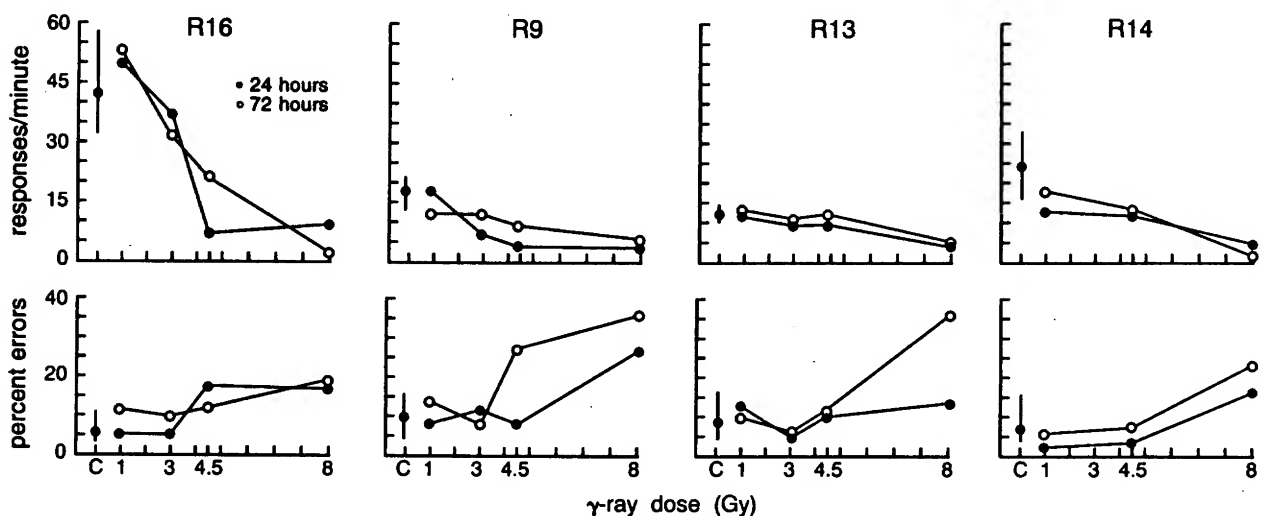 R16 R9 R13 R14
60
45
30
15
0
responses/minute
• 24 hours
○ 72 hours
40
20
0
percent errors
C 1 3 4.5 8 C 1 3 4.5 8 C 1 3 4.5 8 C 1 3 4.5 8
γ-ray dose (Gy)